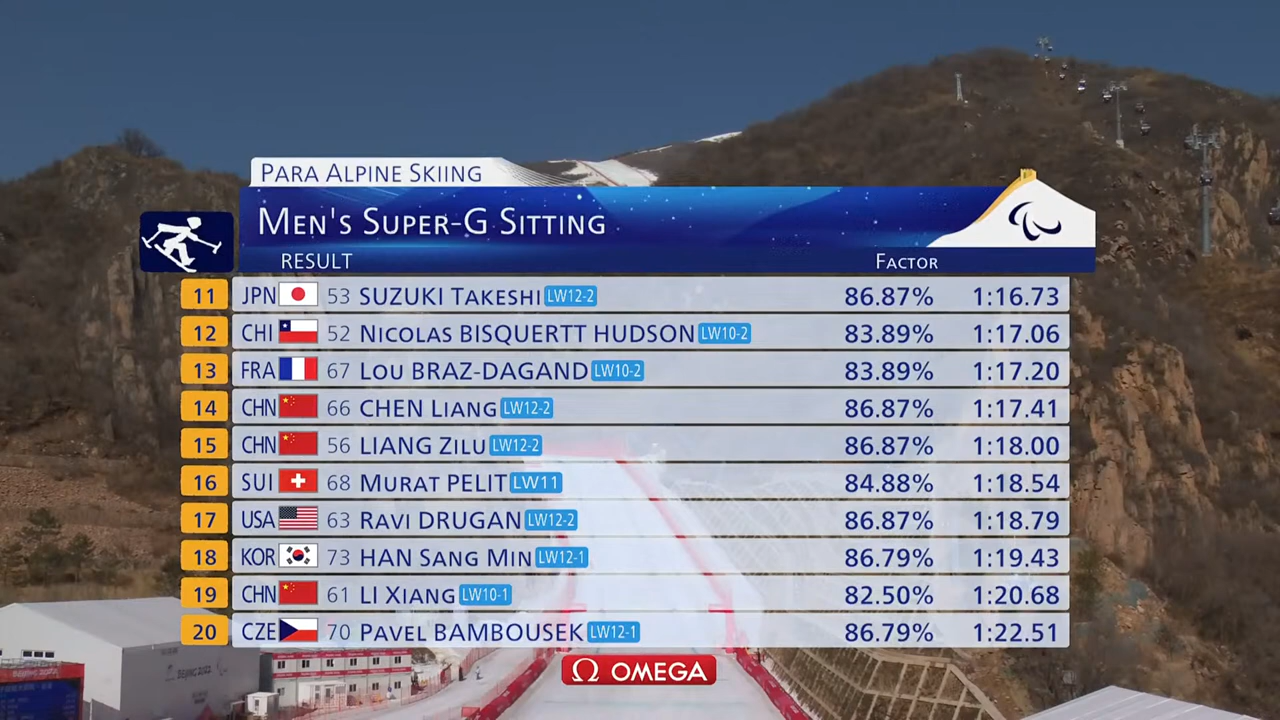 PARA ALPINE SKIING
MEN'S SUPER-G SITTING
RESULT FACTOR
11 JPN 53 SUZUKI TAKESHI LW12-2 86.87% 1:16.73
12 CHI 52 NICOLAS BISQUERTT HUDSON LW10-2 83.89% 1:17.06
13 FRA 67 LOU BRAZ-DAGAND LW10-2 83.89% 1:17.20
14 CHN 66 CHEN LIANG LW12-2 86.87% 1:17.41
15 CHN 56 LIANG ZILU LW12-2 86.87% 1:18.00
16 SUI 68 MURAT PELIT LW11 84.88% 1:18.54
17 USA 63 RAVI DRUGAN LW12-2 86.87% 1:18.79
18 KOR 73 HAN SANG MIN LW12-1 86.79% 1:19.43
19 CHN 61 LI XIANG LW10-1 82.50% 1:20.68
20 CZE 70 PAVEL BAMBOUSEK LW12-1 86.79% 1:22.51
Ω OMEGA
BEIJING 2022